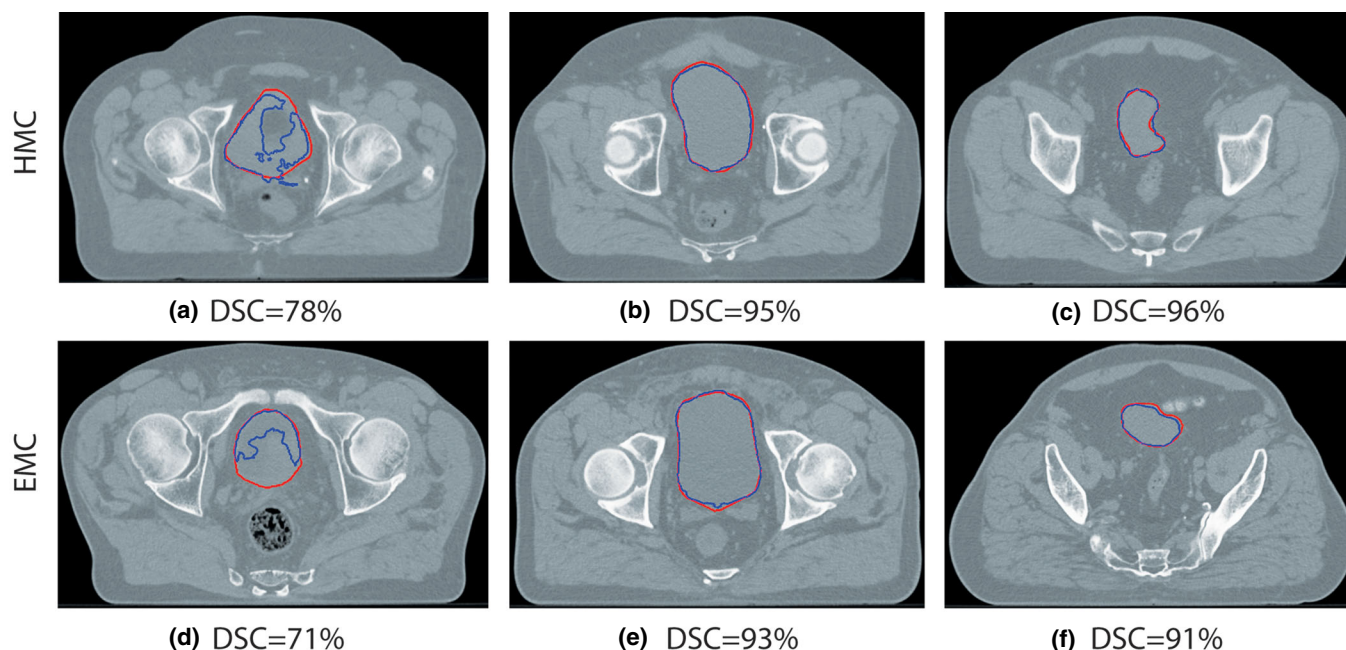 HMC
(a) DSC=78%
(b) DSC=95%
(c) DSC=96%
EMC
(d) DSC=71%
(e) DSC=93%
(f) DSC=91%